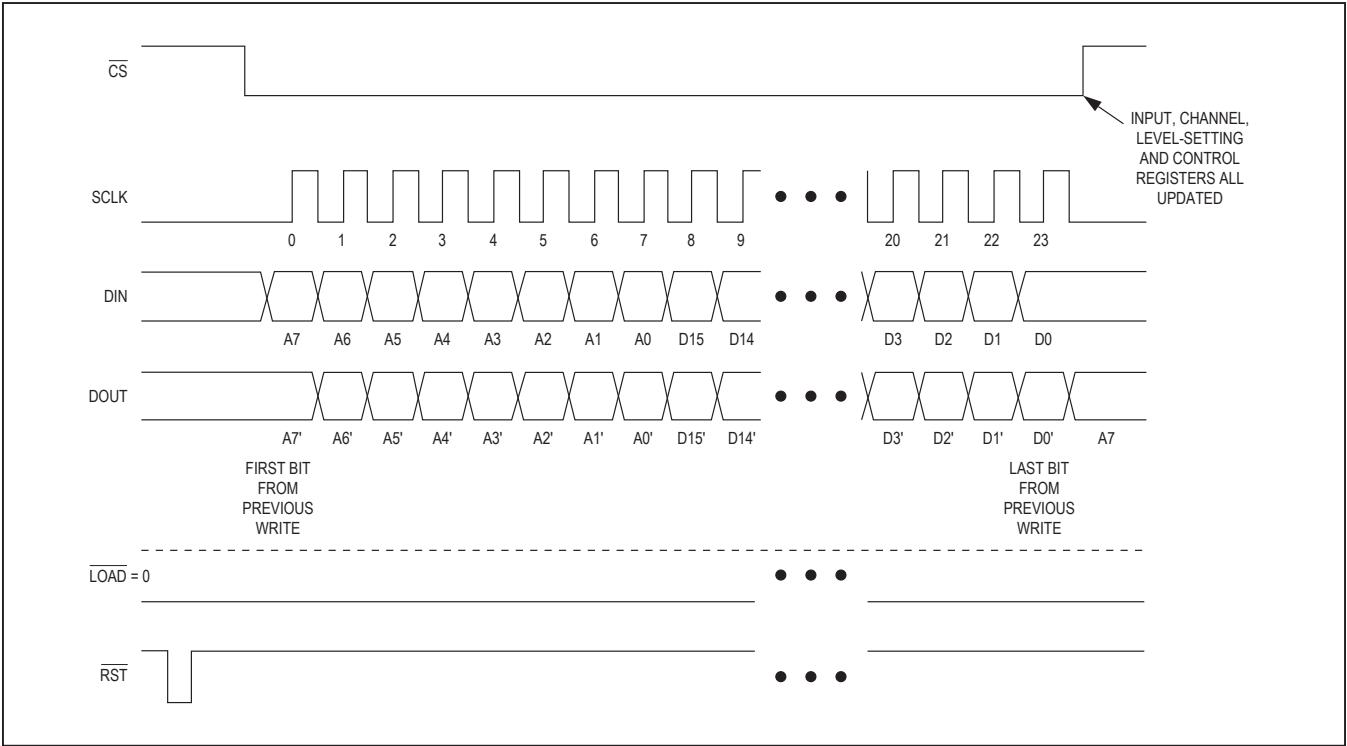 CS
INPUT, CHANNEL,
LEVEL-SETTING
AND CONTROL
REGISTERS ALL
UPDATED
SCLK
0 1 2 3 4 5 6 7 8 9 20 21 22 23
DIN
A7 A6 A5 A4 A3 A2 A1 A0 D15 D14 D3 D2 D1 D0
DOUT
A7' A6' A5' A4' A3' A2' A1' A0' D15' D14' D3' D2' D1' D0' A7
FIRST BIT
FROM
PREVIOUS
WRITE
LAST BIT
FROM
PREVIOUS
WRITE
LOAD = 0
RST